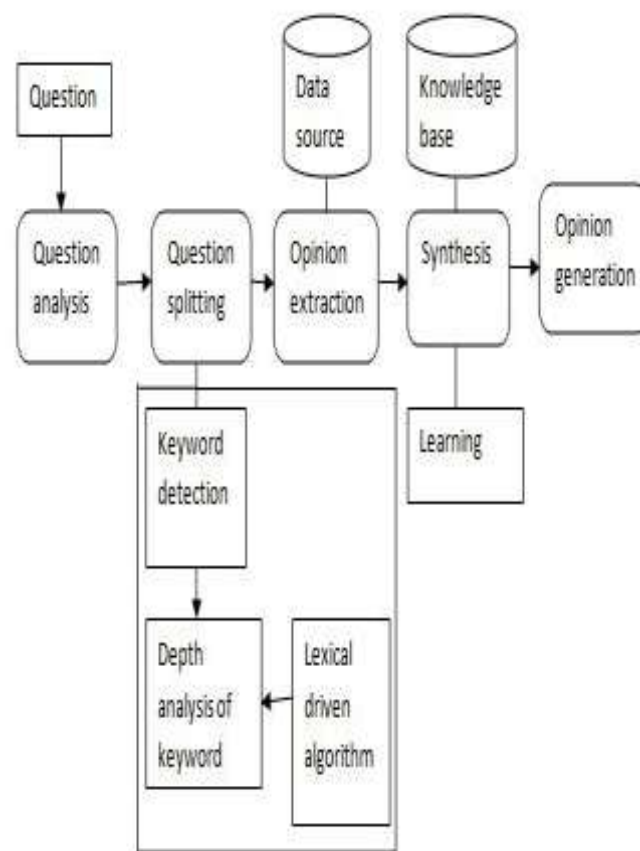 Question
Data
source
Knowledge
base
Question
analysis
Question
splitting
Opinion
extraction
Synthesis
Opinion
generation
Keyword
detection
Learning
Depth
analysis of
keyword
Lexical
driven
algorithm